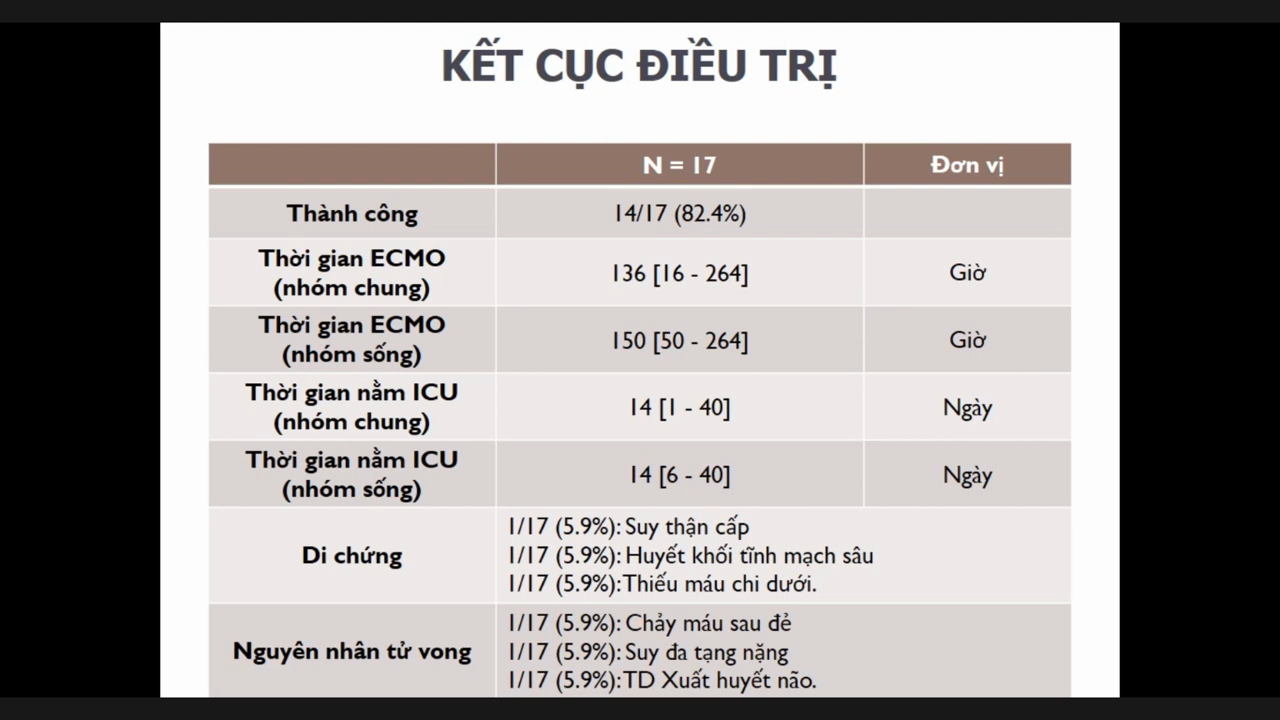 KẾT CỤC ĐIỀU TRỊ
N = 17 Đơn vị
Thành công 14/17 (82.4%)
Thời gian ECMO
(nhóm chung) 136 [16 - 264] Giờ
Thời gian ECMO
(nhóm sống) 150 [50 - 264] Giờ
Thời gian nằm ICU
(nhóm chung) 14 [1 - 40] Ngày
Thời gian nằm ICU
(nhóm sống) 14 [6 - 40] Ngày
Di chứng
1/17 (5.9%): Suy thận cấp
1/17 (5.9%): Huyết khối tĩnh mạch sâu
1/17 (5.9%): Thiếu máu chi dưới.
Nguyên nhân tử vong
1/17 (5.9%): Chảy máu sau đẻ
1/17 (5.9%): Suy đa tạng nặng
1/17 (5.9%): TD Xuất huyết não.